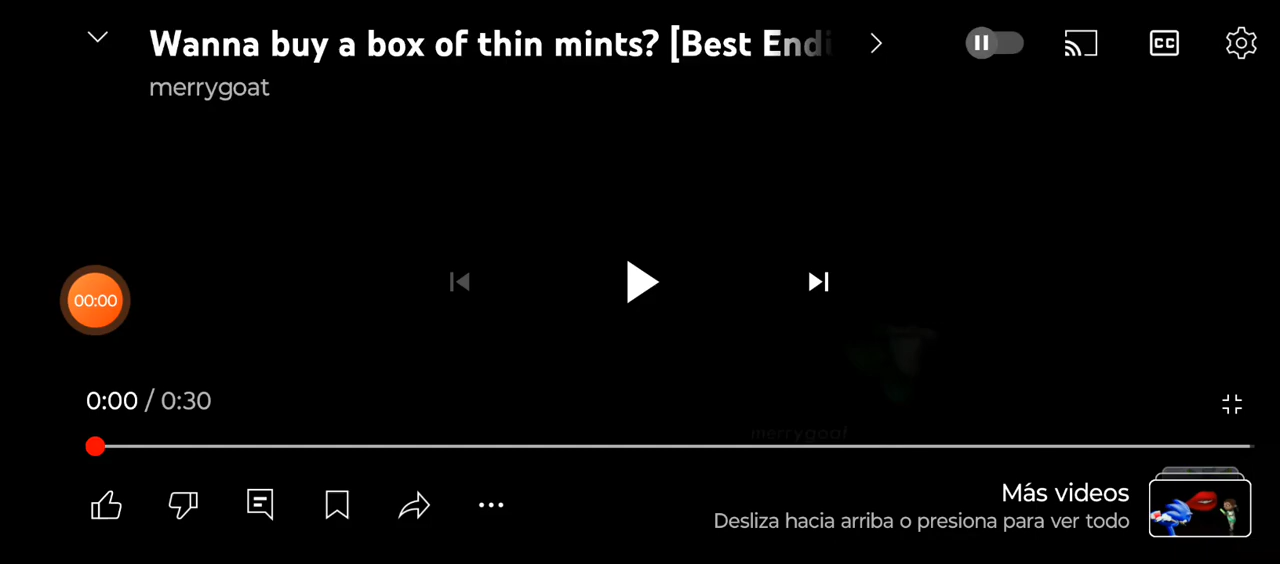 Wanna buy a box of thin mints? [Best Endi
merrygoat
CC
00:00
0:00 / 0:30
merrygoat
Más videos
Desliza hacia arriba o presiona para ver todo